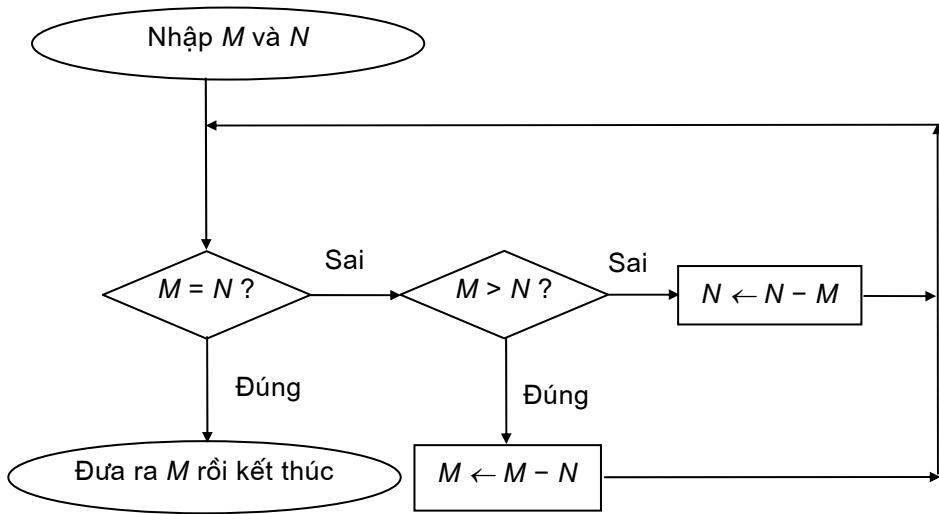 Nhập M và N
M = N ?
Sai
M > N ?
Sai
N ← N − M
Đúng
Đúng
Đưa ra M rồi kết thúc
M ← M − N